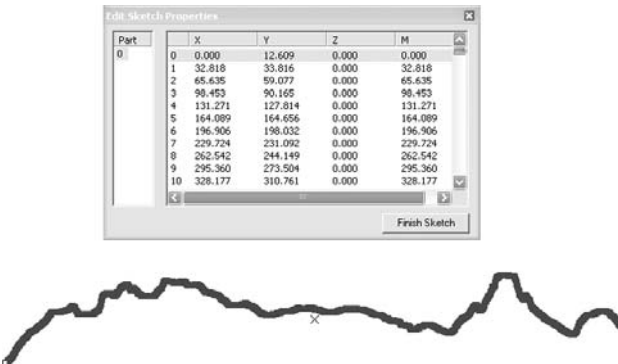 Edit Sketch Properties
Part
0
X Y Z M
0 0.000 12.609 0.000 0.000
1 32.818 33.816 0.000 32.818
2 65.635 59.077 0.000 65.635
3 98.453 90.165 0.000 98.453
4 131.271 127.814 0.000 131.271
5 164.089 164.656 0.000 164.089
6 196.906 198.032 0.000 196.906
7 229.724 231.092 0.000 229.724
8 262.542 244.149 0.000 262.542
9 295.360 273.504 0.000 295.360
10 328.177 310.761 0.000 328.177
Finish Sketch